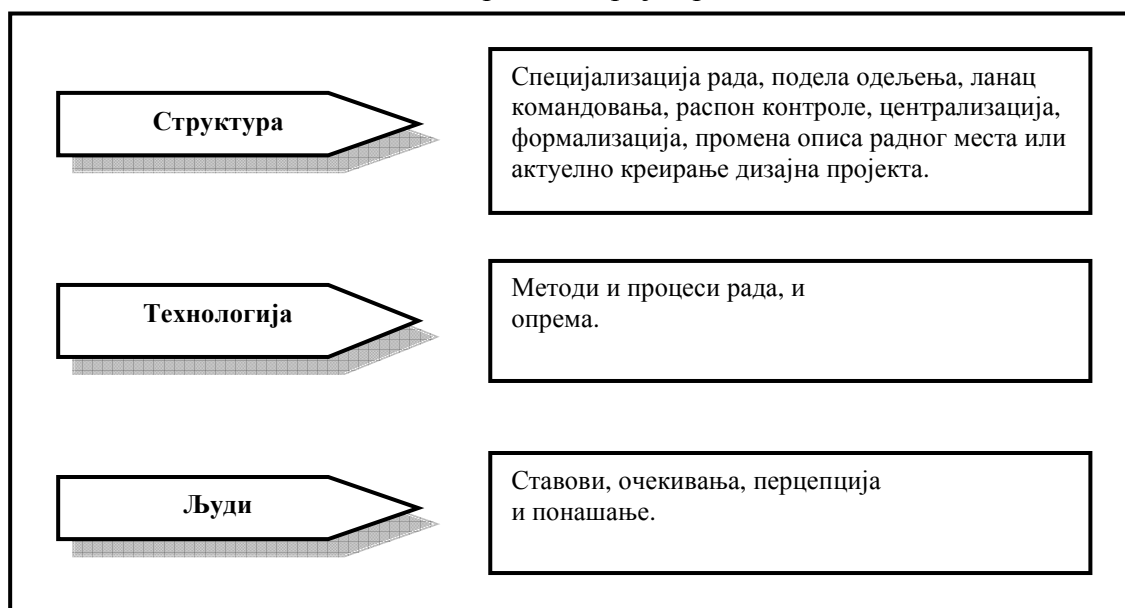 Структура
Специјализација рада, подела одељења, ланац
командовања, распон контроле, централизација,
формализација, промена описа радног места или
актуелно креирање дизајна пројекта.
Технологија
Методи и процеси рада, и
опрема.
Људи
Ставови, очекивања, перцепција
и понашање.